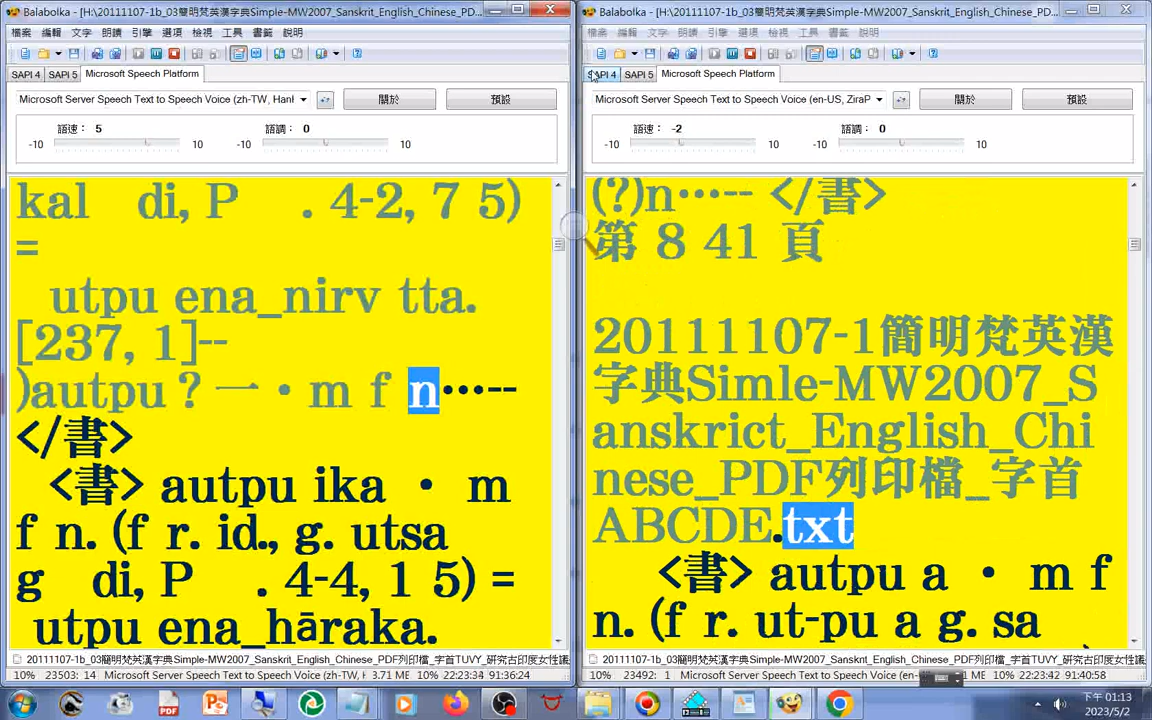 Balabolka - [H:\20111107-1b_03簡明梵英漢字典Simple-MW2007_Sanskrit_English_Chinese_PD...
檔案 編輯 文字 朗讀 引擎 選項 檢視 工具 書籤 說明
SAPI 4 SAPI 5 Microsoft Speech Platform
Microsoft Server Speech Text to Speech Voice (zh-TW, Hanl 關於 預設
語速： 5 語調： 0
-10 10 -10 10
kal di, P . 4-2, 7 5)
=
utpu ena_nirv tta.
[237, 1]--
)autpu？一・m f n…--
</書>
<書> autpu ika ・ m
f n. (f r. id., g. utsa
g di, P . 4-4, 1 5) =
utpu ena_hāraka.
20111107-1b_03簡明梵英漢字典Simple-MW2007_Sanskrit_English_Chinese_PDF列印檔_字首TUVY_研究古印度女性議
10% 23503: 14 Microsoft Server Speech Text to Speech Voice (zh-TW, H 3.71 ME 10% 22:23:34 91:36:24
Balabolka - [H:\20111107-1b_03簡明梵英漢字典Simple-MW2007_Sanskrit_English_Chinese_PD...
檔案 編輯 文字 朗讀 引擎 選項 檢視 工具 書籤 說明
SAPI 4 SAPI 5 Microsoft Speech Platform
Microsoft Server Speech Text to Speech Voice (en-US, ZiraP 關於 預設
語速： -2 語調： 0
-10 10 -10 10
(?)n…-- </書>
第 8 41 頁
20111107-1簡明梵英漢
字典Simle-MW2007_S
anskrict_English_Chi
nese_PDF列印檔_字首
ABCDE.txt
<書> autpu a ・ m f
n. (f r. ut-pu a g. sa
20111107-1b_03簡明梵英漢字典Simple-MW2007_Sanskrit_English_Chinese_PDF列印檔_字首TUVY_研究古印度女性議
10% 23492: 1 Microsoft Server Speech Text to Speech Voice (en-U ME 10% 22:23:42 91:40:58
下午 01:13
2023/5/2